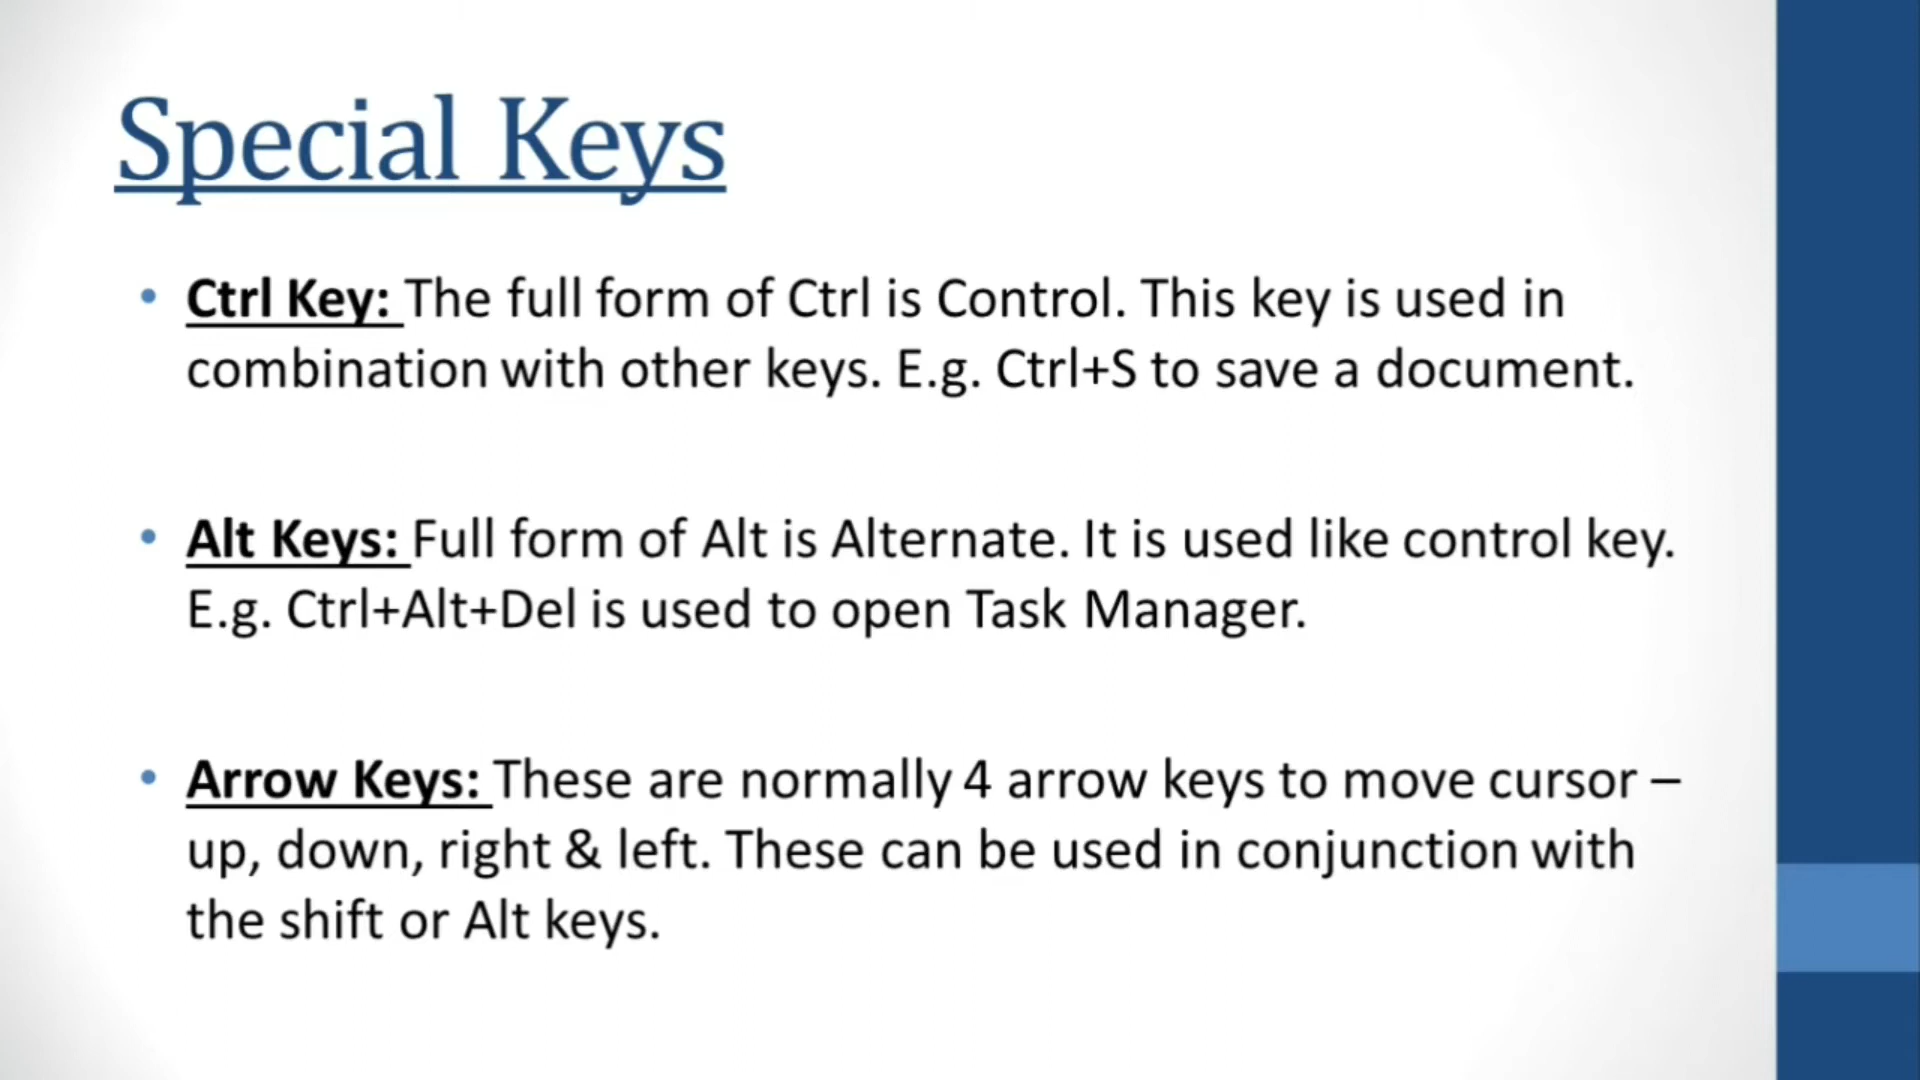 Special Keys
• Ctrl Key: The full form of Ctrl is Control. This key is used in
combination with other keys. E.g. Ctrl+S to save a document.
• Alt Keys: Full form of Alt is Alternate. It is used like control key.
E.g. Ctrl+Alt+Del is used to open Task Manager.
• Arrow Keys: These are normally 4 arrow keys to move cursor –
up, down, right & left. These can be used in conjunction with
the shift or Alt keys.